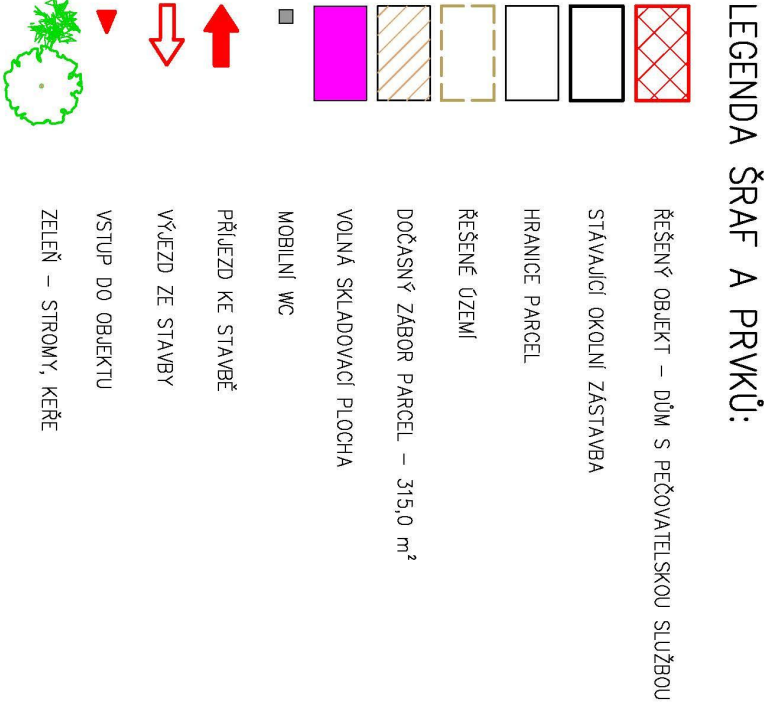 LEGENDA ŠRAF A PRVKŮ:
ŘEŠENÝ OBJEKT – DŮM S PEČOVATELSKOU SLUŽBOU
STÁVAJÍCÍ OKOLNÍ ZÁSTAVBA
HRANICE PARCEL
ŘEŠENÉ ÚZEMÍ
DOČASNÝ ZÁBOR PARCEL – 315,0 m²
VOLNÁ SKLADOVACÍ PLOCHA
MOBILNÍ WC
PŘÍJEZD KE STAVBĚ
VÝJEZD ZE STAVBY
VSTUP DO OBJEKTU
ZELEŇ – STROMY, KEŘE